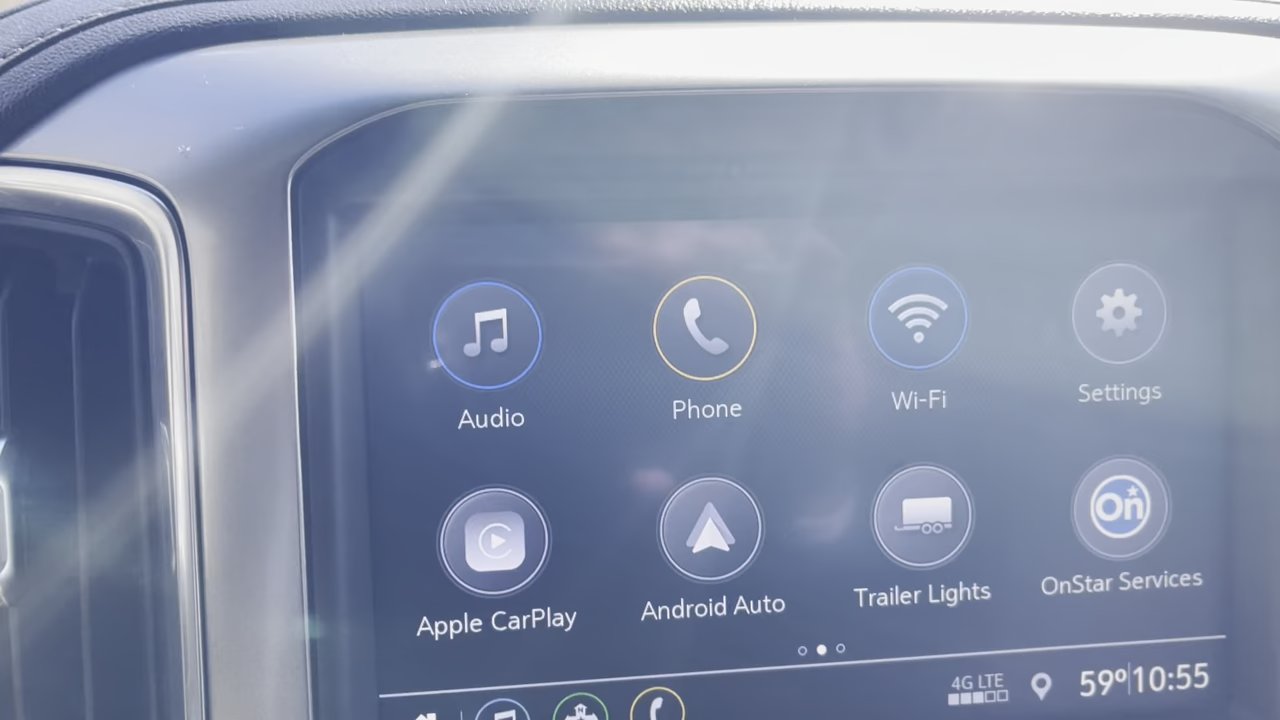 Audio Phone Wi-Fi Settings
On
Apple CarPlay Android Auto Trailer Lights OnStar Services
4G LTE 59° 10:55